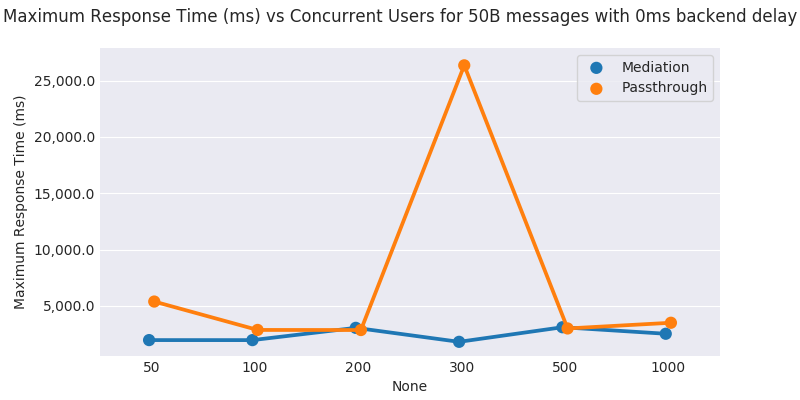 Maximum Response Time (ms) vs Concurrent Users for 50B messages with 0ms backend delay
Mediation
Passthrough
25,000.0
20,000.0
15,000.0
10,000.0
5,000.0
Maximum Response Time (ms)
50 100 200 300 500 1000
None